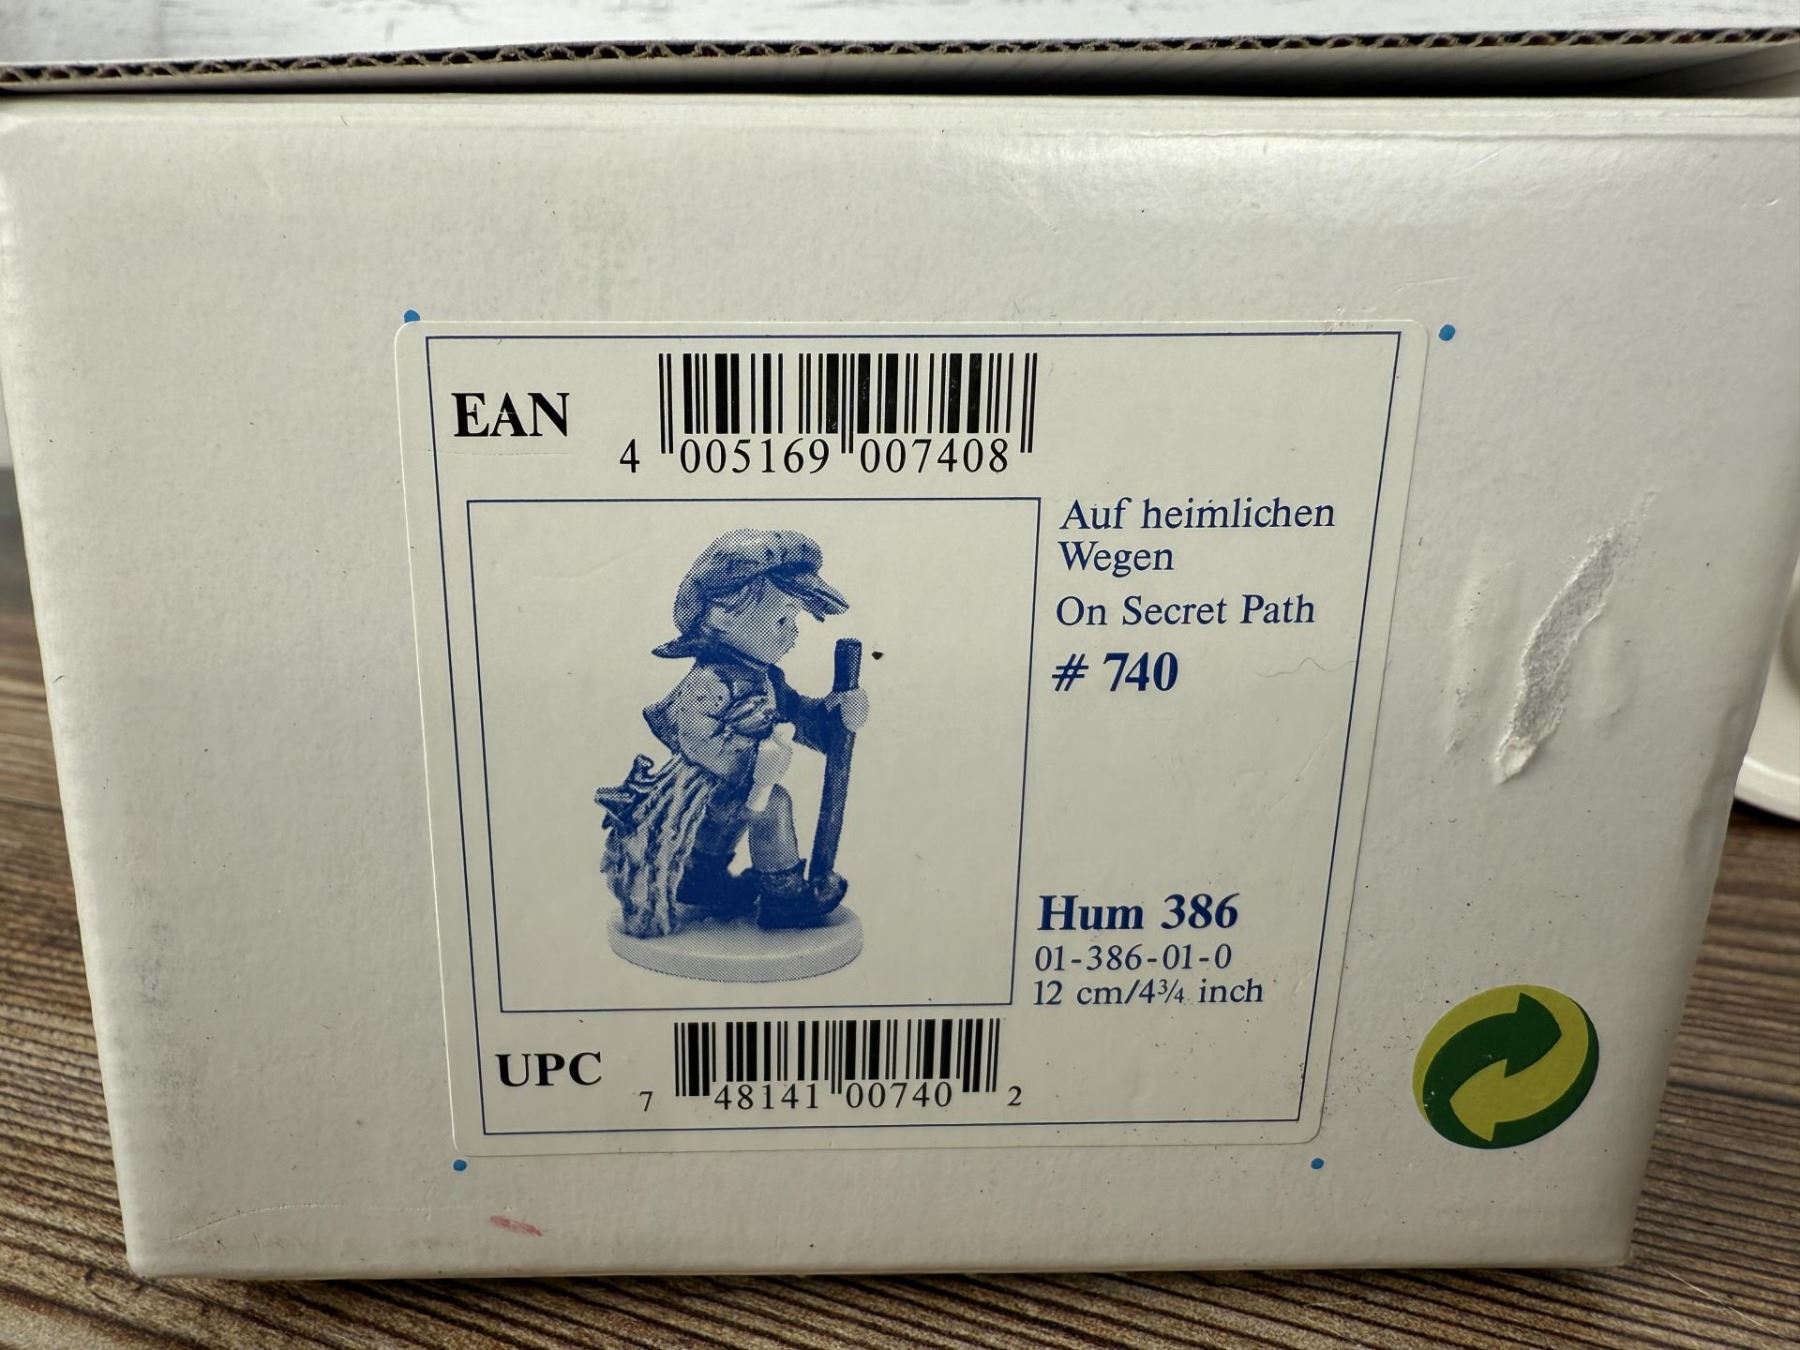 EAN
4 005169 007408
Auf heimlichen
Wegen
On Secret Path
# 740
Hum 386
01-386-01-0
12 cm/4¾ inch
UPC
7 48141 00740 2